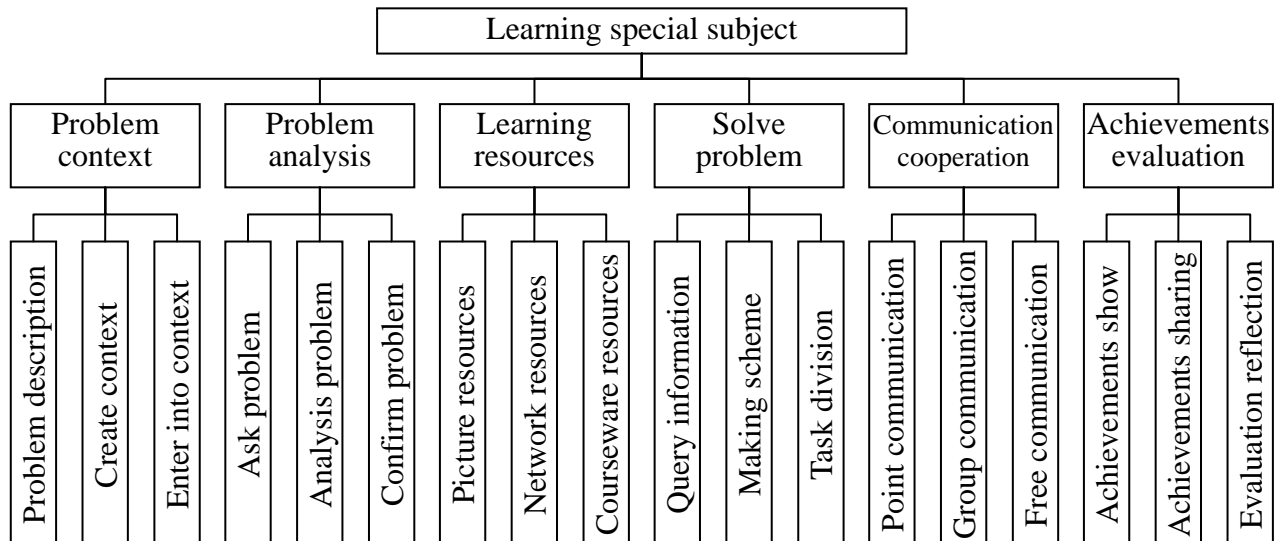 Learning special subject
Problem
context
Problem
analysis
Learning
resources
Solve
problem
Communication
cooperation
Achievements
evaluation
Problem description
Create context
Enter into context
Ask problem
Analysis problem
Confirm problem
Picture resources
Network resources
Courseware resources
Query information
Making scheme
Task division
Point communication
Group communication
Free communication
Achievements show
Achievements sharing
Evaluation reflection